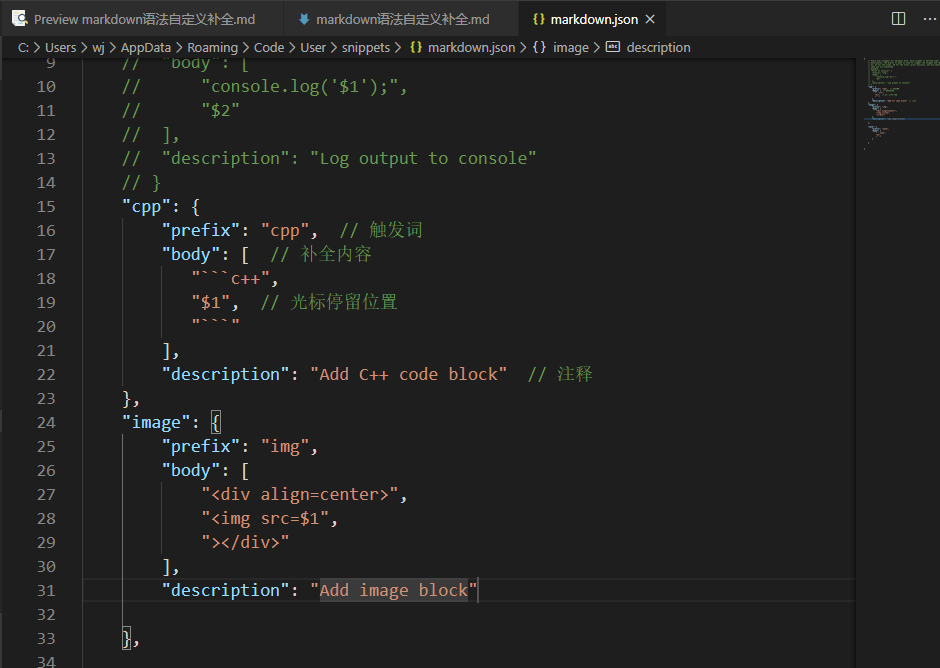 Preview markdown语法自定义补全.md
markdown语法自定义补全.md
{} markdown.json ×
C: > Users > wj > AppData > Roaming > Code > User > snippets > {} markdown.json > {} image > abc description
9 // "body": [
10 // "console.log('$1');",
11 // "$2"
12 // ],
13 // "description": "Log output to console"
14 // }
15 "cpp": {
16 "prefix": "cpp", // 触发词
17 "body": [ // 补全内容
18 "```c++",
19 "$1", // 光标停留位置
20 "```"
21 ],
22 "description": "Add C++ code block" // 注释
23 },
24 "image": {
25 "prefix": "img",
26 "body": [
27 "<div align=center>",
28 "<img src=$1",
29 "></div>"
30 ],
31 "description": "Add image block"
32
33 },
34